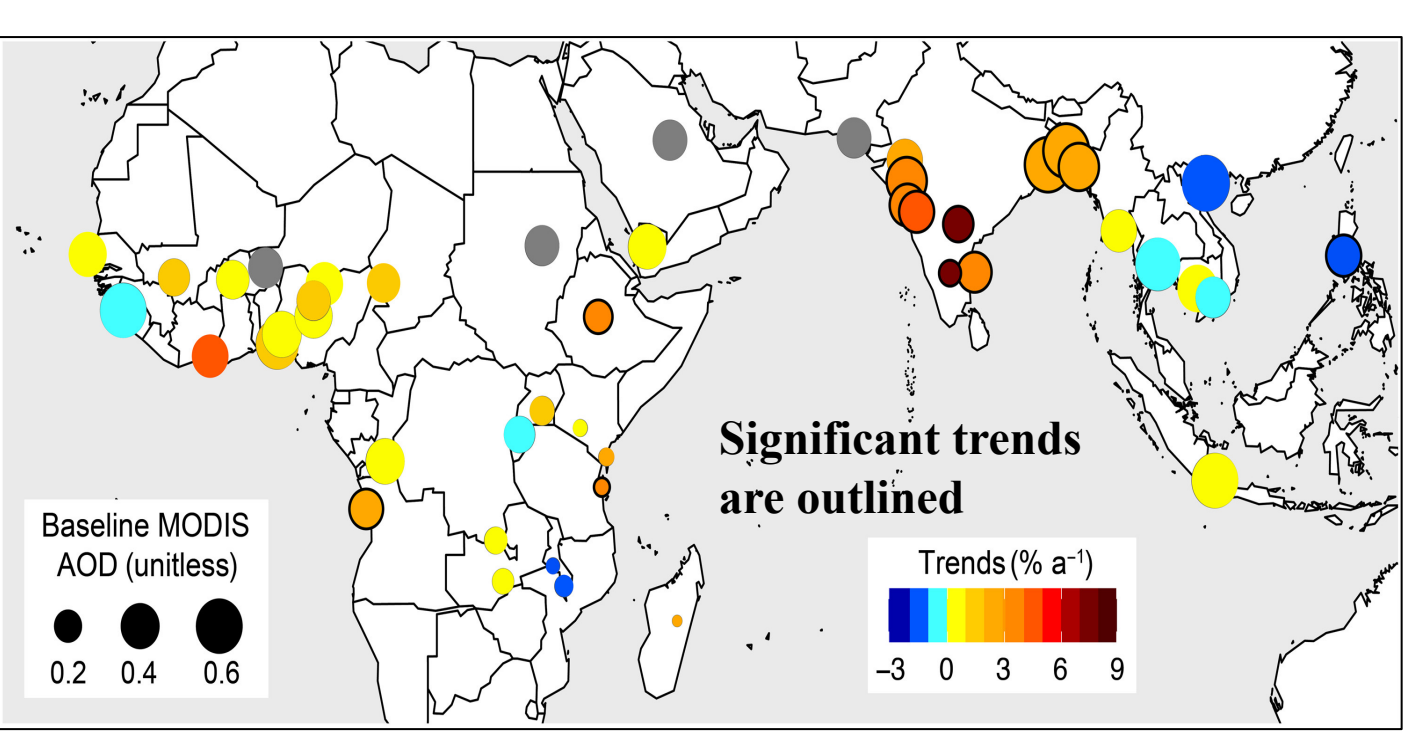 Significant trends
are outlined
Baseline MODIS
AOD (unitless)
0.2 0.4 0.6
Trends (% a⁻¹)
−3 0 3 6 9